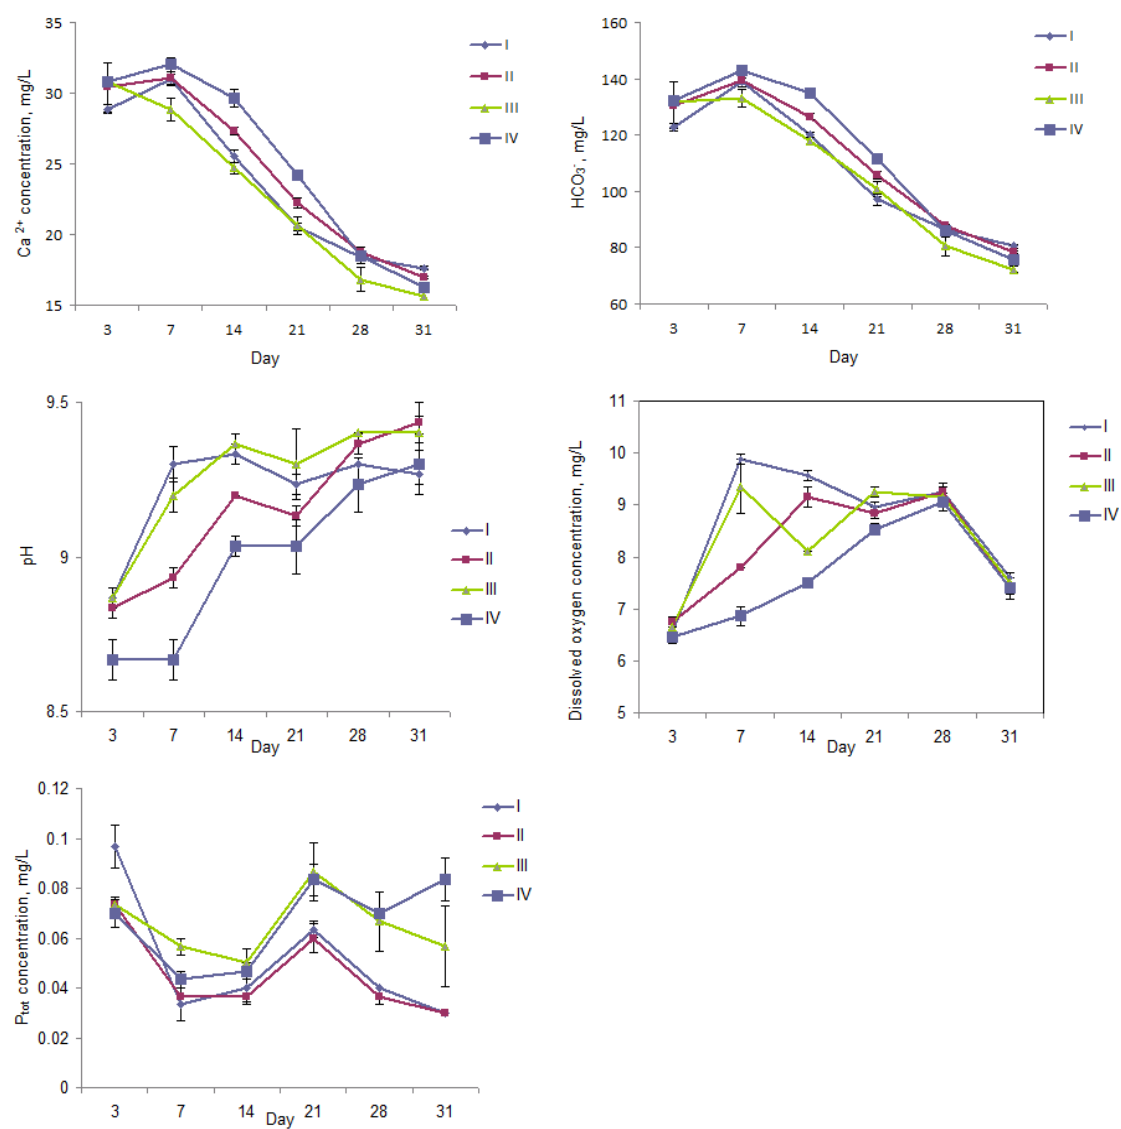 Ca 2+ concentration, mg/L
35
30
25
20
15
3 7 14 21 28 31
Day
I
II
III
IV
HCO3-, mg/L
160
140
120
100
80
60
3 7 14 21 28 31
Day
I
II
III
IV
pH
9.5
9
8.5
3 7 14 21 28 31
Day
I
II
III
IV
Dissolved oxygen concentration, mg/L
11
10
9
8
7
6
5
3 7 14 21 28 31
Day
I
II
III
IV
Ptot concentration, mg/L
0.12
0.1
0.08
0.06
0.04
0.02
0
3 7 14 21 28 31
Day
I
II
III
IV